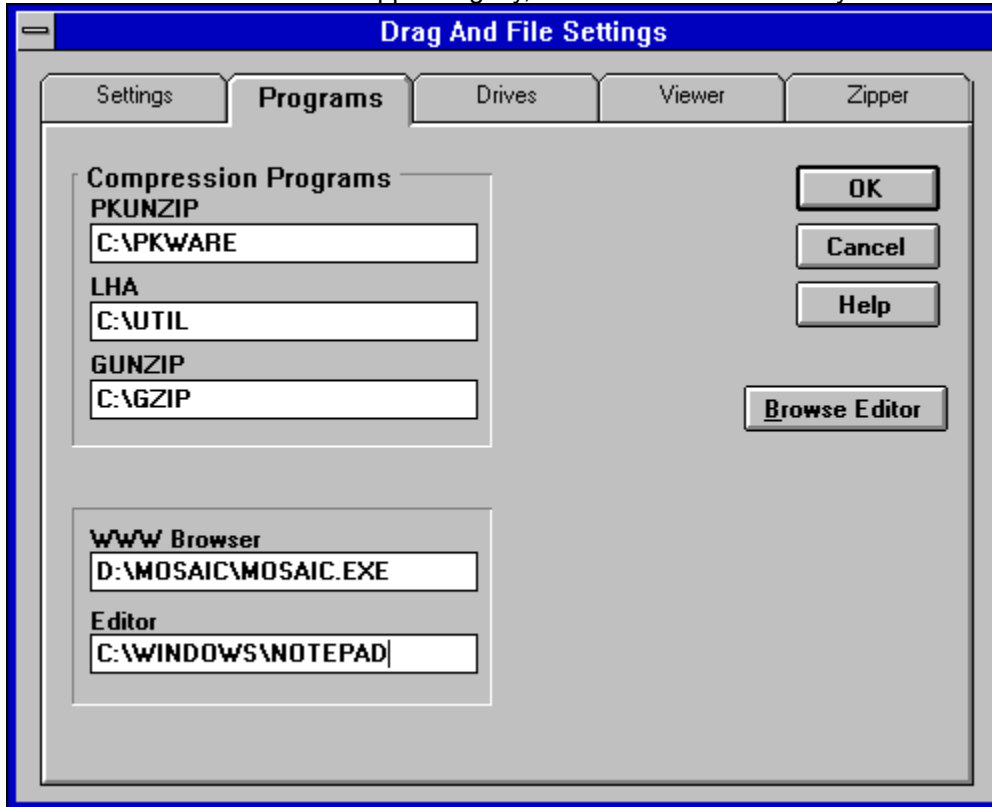 Drag And File Settings
Settings Programs Drives Viewer Zipper
Compression Programs
PKUNZIP
C:\PKWARE
LHA
C:\UTIL
GUNZIP
C:\GZIP
OK
Cancel
Help
Browse Editor
WWW Browser
D:\MOSAIC\MOSAIC.EXE
Editor
C:\WINDOWS\NOTEPAD